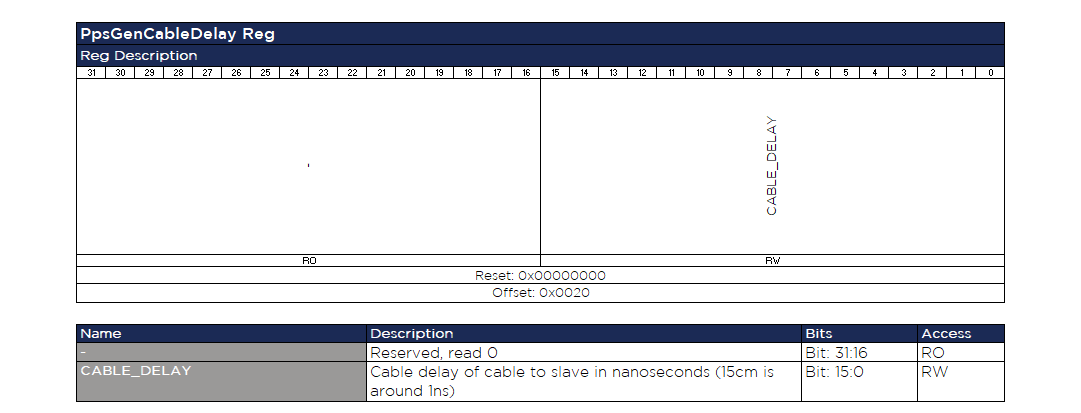 PpsGenCableDelay Reg
Reg Description
31 30 29 28 27 26 25 24 23 22 21 20 19 18 17 16 15 14 13 12 11 10 9 8 7 6 5 4 3 2 1 0
-
CABLE_DELAY
RO RW
Reset: 0x00000000
Offset: 0x0020
Name Description Bits Access
- Reserved, read 0 Bit: 31:16 RO
CABLE_DELAY Cable delay of cable to slave in nanoseconds (15cm is Bit: 15:0 RW
around 1ns)